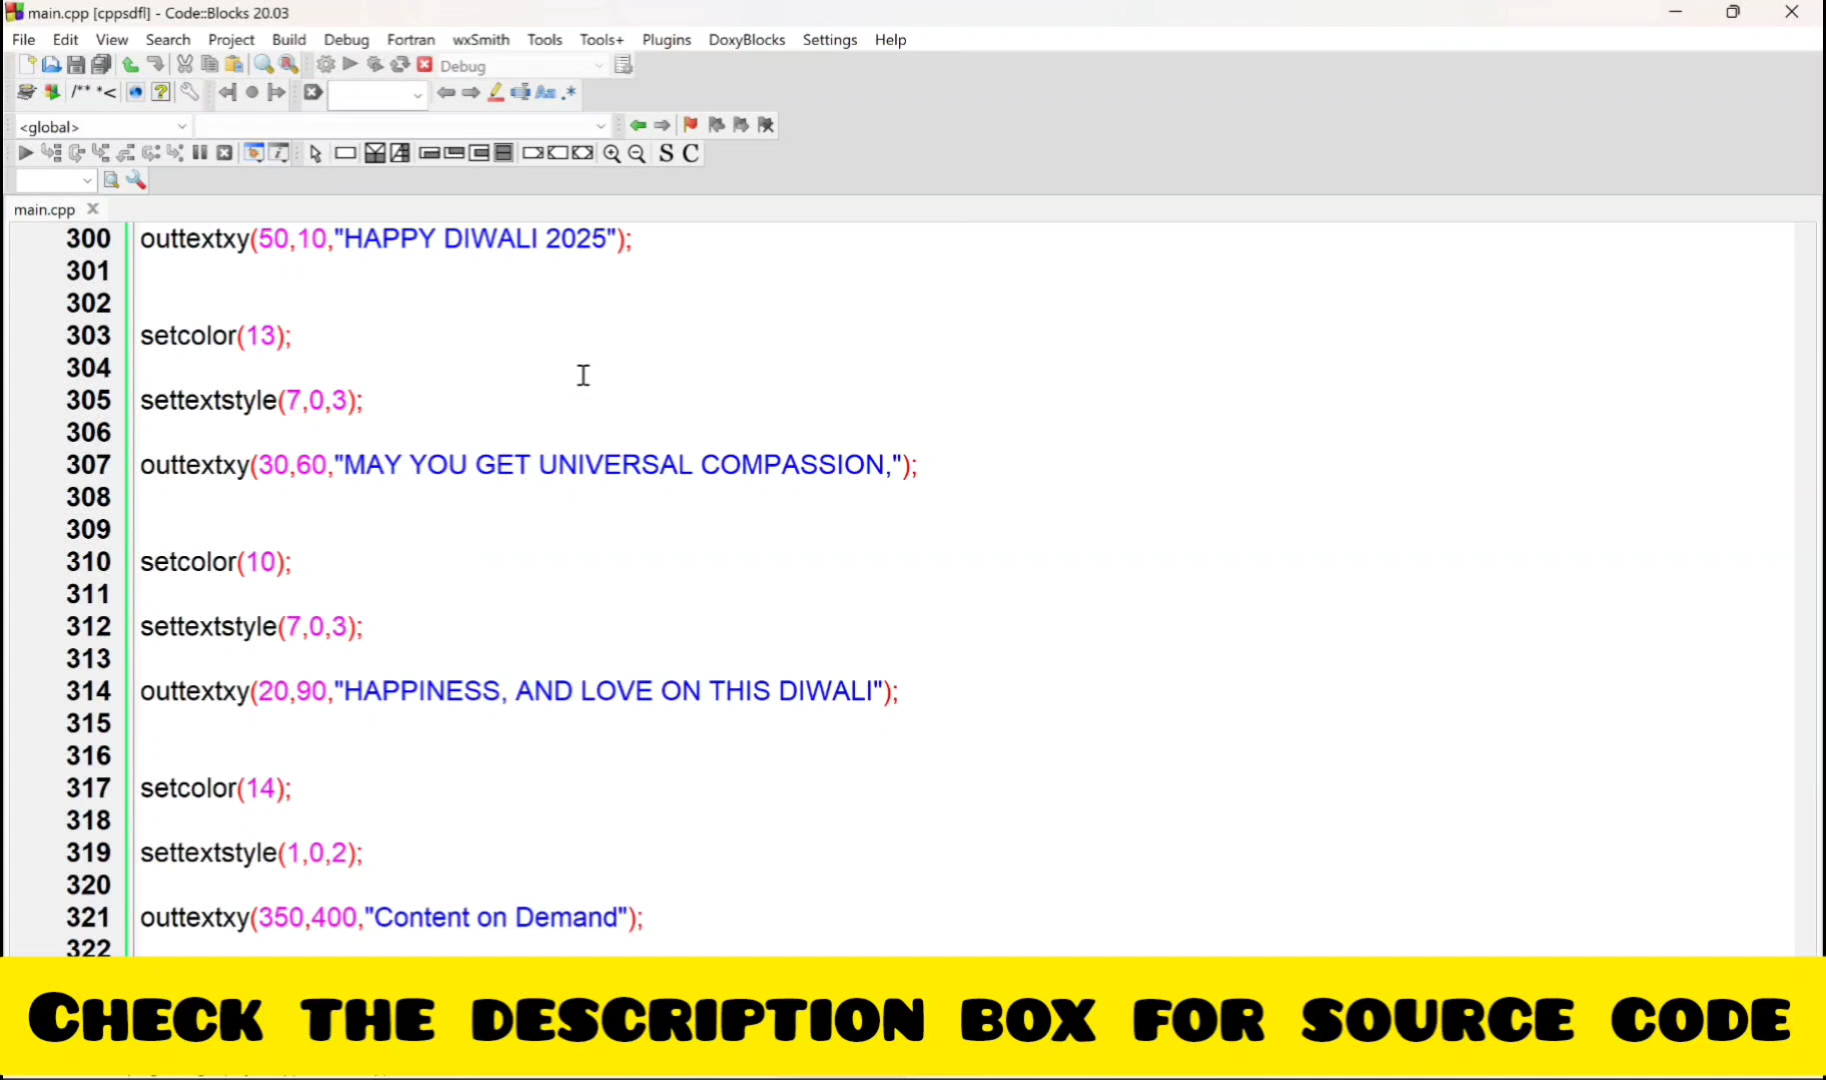 main.cpp [cppsdfl] - Code::Blocks 20.03
File Edit View Search Project Build Debug Fortran wxSmith Tools Tools+ Plugins DoxyBlocks Settings Help
Debug
/** *<
Aa .*
<global>
S C
main.cpp
300 outtextxy(50,10,"HAPPY DIWALI 2025");
301
302
303 setcolor(13);
304
305 settextstyle(7,0,3);
306
307 outtextxy(30,60,"MAY YOU GET UNIVERSAL COMPASSION,");
308
309
310 setcolor(10);
311
312 settextstyle(7,0,3);
313
314 outtextxy(20,90,"HAPPINESS, AND LOVE ON THIS DIWALI");
315
316
317 setcolor(14);
318
319 settextstyle(1,0,2);
320
321 outtextxy(350,400,"Content on Demand");
322
CHECK THE DESCRIPTION BOX FOR SOURCE CODE